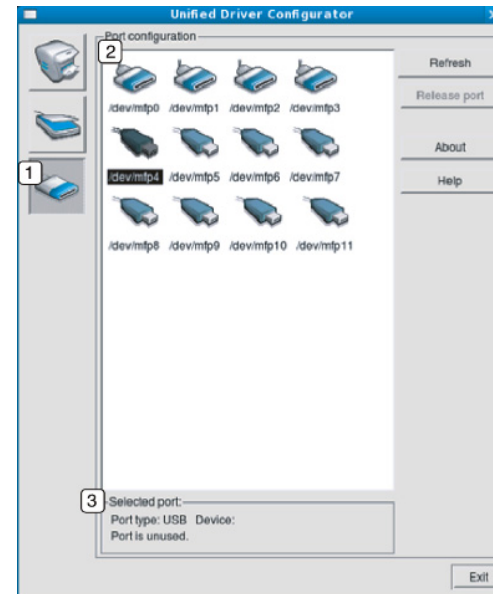 Unified Driver Configurator
Port configuration
2
Refresh
/dev/mfp0 /dev/mfp1 /dev/mfp2 /dev/mfp3
Release port
About
1
/dev/mfp4 /dev/mfp5 /dev/mfp6 /dev/mfp7
Help
/dev/mfp8 /dev/mfp9 /dev/mfp10 /dev/mfp11
3
Selected port:
Port type: USB Device:
Port is unused.
Exit